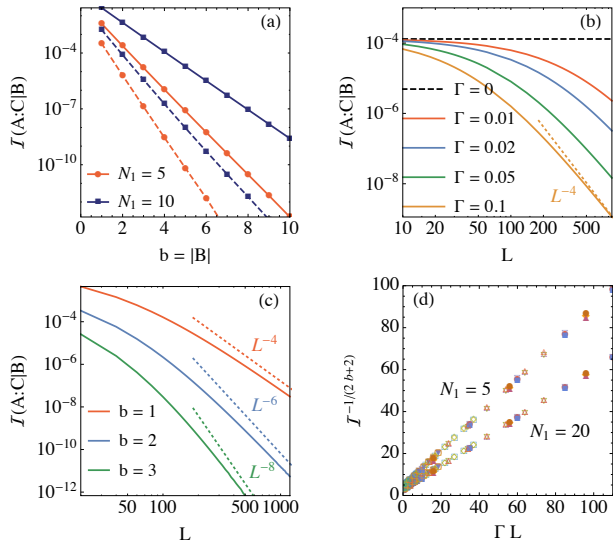 (a)
I(A:C|B)
10⁻⁴
10⁻⁷
10⁻¹⁰
N₁ = 5
N₁ = 10
0 2 4 6 8 10
b = |B|
(b)
I(A:C|B)
10⁻⁴
10⁻⁶
10⁻⁸
Γ = 0
Γ = 0.01
Γ = 0.02
Γ = 0.05
Γ = 0.1
L⁻⁴
10 20 50 100 200 500
L
(c)
I(A:C|B)
10⁻⁴
10⁻⁶
10⁻⁸
10⁻¹⁰
10⁻¹²
L⁻⁴
L⁻⁶
L⁻⁸
b = 1
b = 2
b = 3
50 100 500 1000
L
(d)
I⁻¹/⁽² ᵇ⁺²⁾
100
80
60
40
20
0
N₁ = 5
N₁ = 20
0 20 40 60 80 100
Γ L